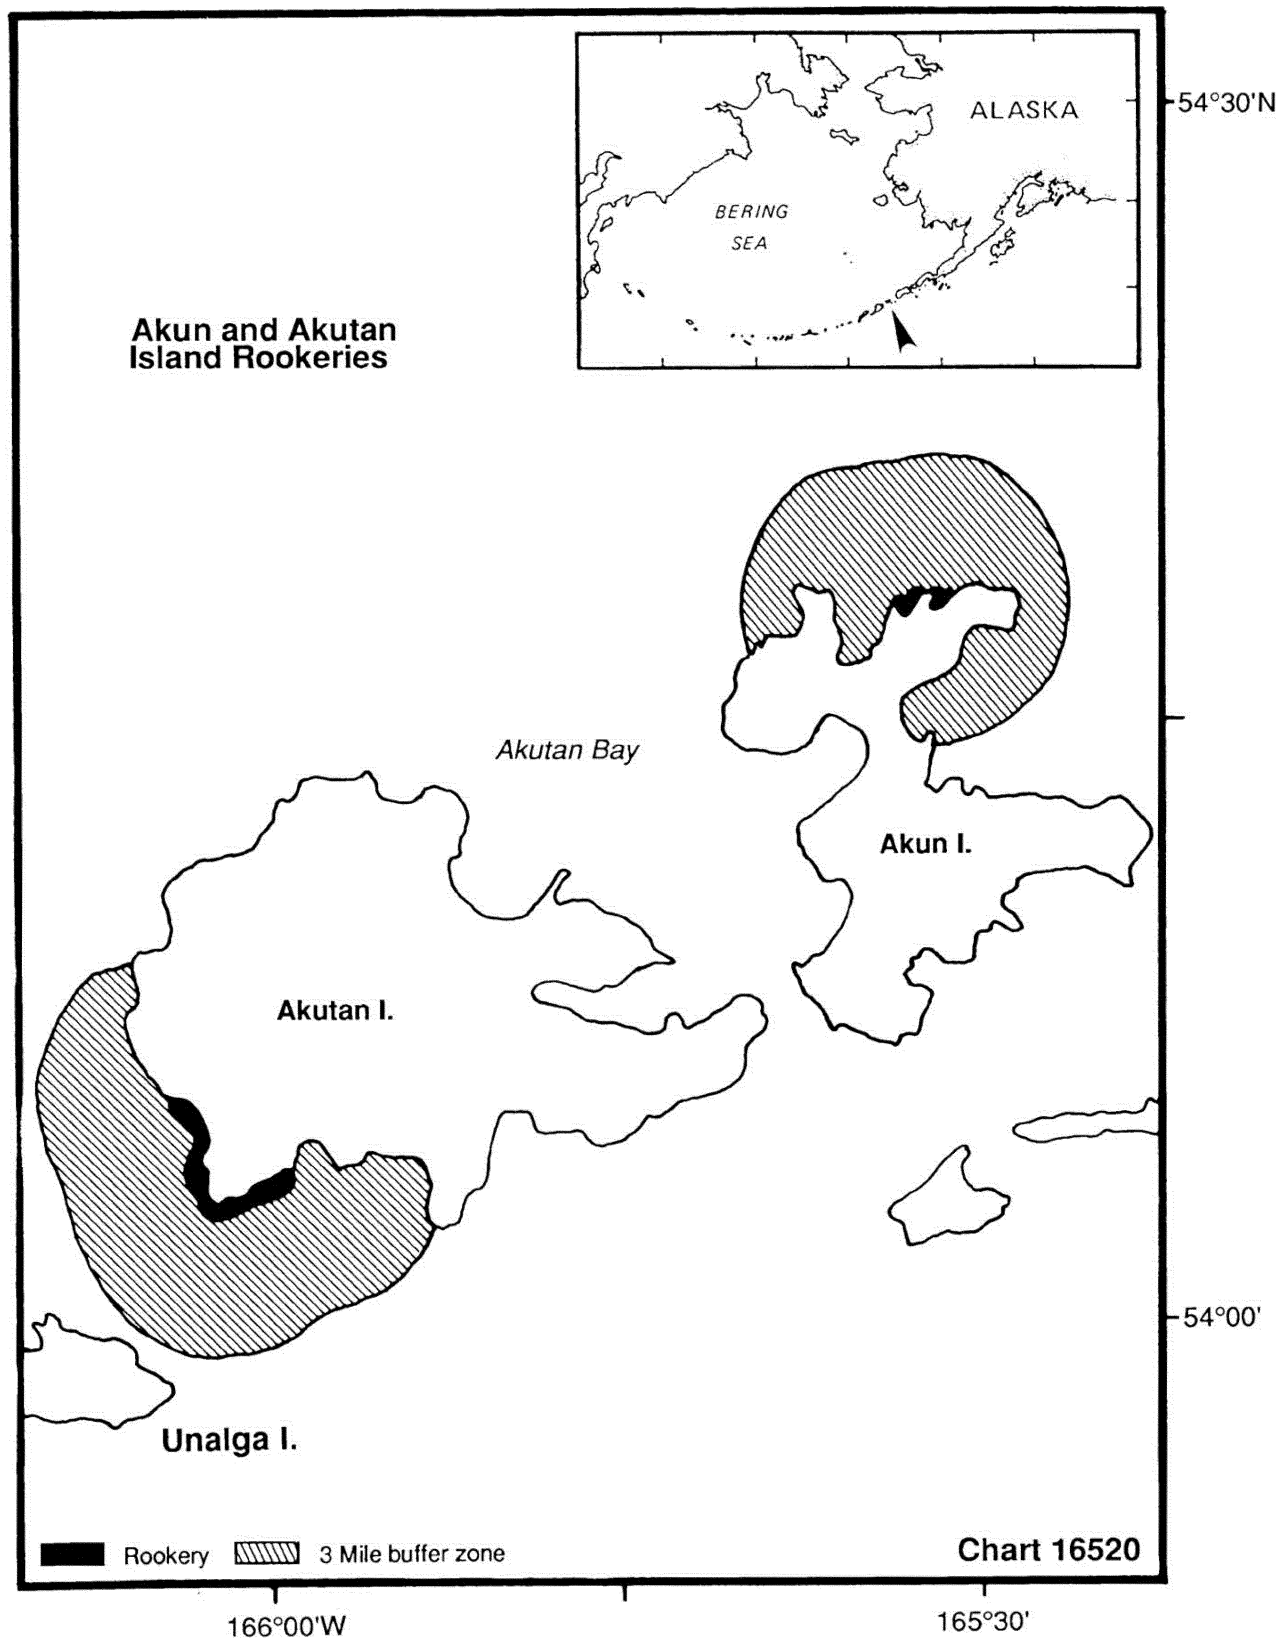 ALASKA
54°30'N
BERING
SEA
Akun and Akutan
Island Rookeries
Akutan Bay
Akun I.
Akutan I.
54°00'
Unalga I.
Rookery
3 Mile buffer zone
Chart 16520
166°00'W
165°30'